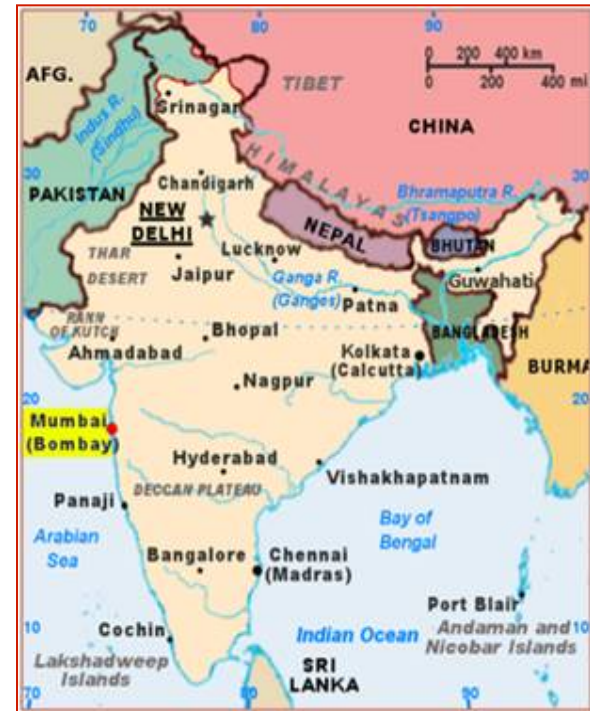 70
80
90
AFG.
0 200 400 km
0 200 400 mi
TIBET
Srinagar
Indus R.
(Sindhu)
CHINA
HIMALAYAS
30
30
Chandigarh
PAKISTAN
Bhramaputra R.
(Tsangpo)
NEW
DELHI
NEPAL
BHUTAN
THAR
DESERT
Lucknow
Jaipur
Ganga R.
(Ganges)
Guwahati
Patna
RANN
OF KUTCH
Bhopal
BANGLADESH
Ahmadabad
Kolkata
(Calcutta)
BURMA
Nagpur
20
20
Mumbai
(Bombay)
Hyderabad
DECCAN PLATEAU
Vishakhapatnam
Panaji
Arabian
Sea
Bay of
Bengal
Bangalore
Chennai
(Madras)
Port Blair
10
10
Cochin
Indian Ocean
Andaman and
Nicobar Islands
Lakshadweep
Islands
SRI
LANKA
70
80
90